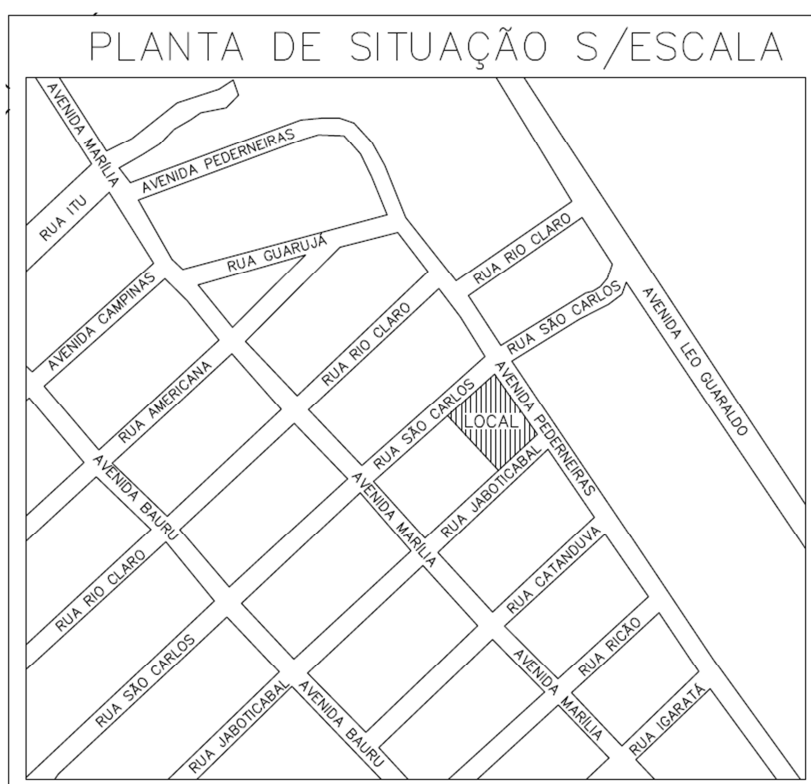 PLANTA DE SITUAÇÃO S/ESCALA
AVENIDA MARÍLIA
AVENIDA PEDERNEIRAS
RUA ITU
RUA GUARUJÁ
RUA RIO CLARO
AVENIDA CAMPINAS
RUA SÃO CARLOS
AVENIDA LEO GUARALDO
RUA RIO CLARO
RUA AMERICANA
RUA SÃO CARLOS
LOCAL
AVENIDA PEDERNEIRAS
AVENIDA BAURU
AVENIDA MARÍLIA
RUA JABOTICABAL
RUA RIO CLARO
RUA CATANDUVA
RUA SÃO CARLOS
RUA RICÃO
RUA JABOTICABAL
AVENIDA BAURU
AVENIDA MARÍLIA
RUA IGARATÁ